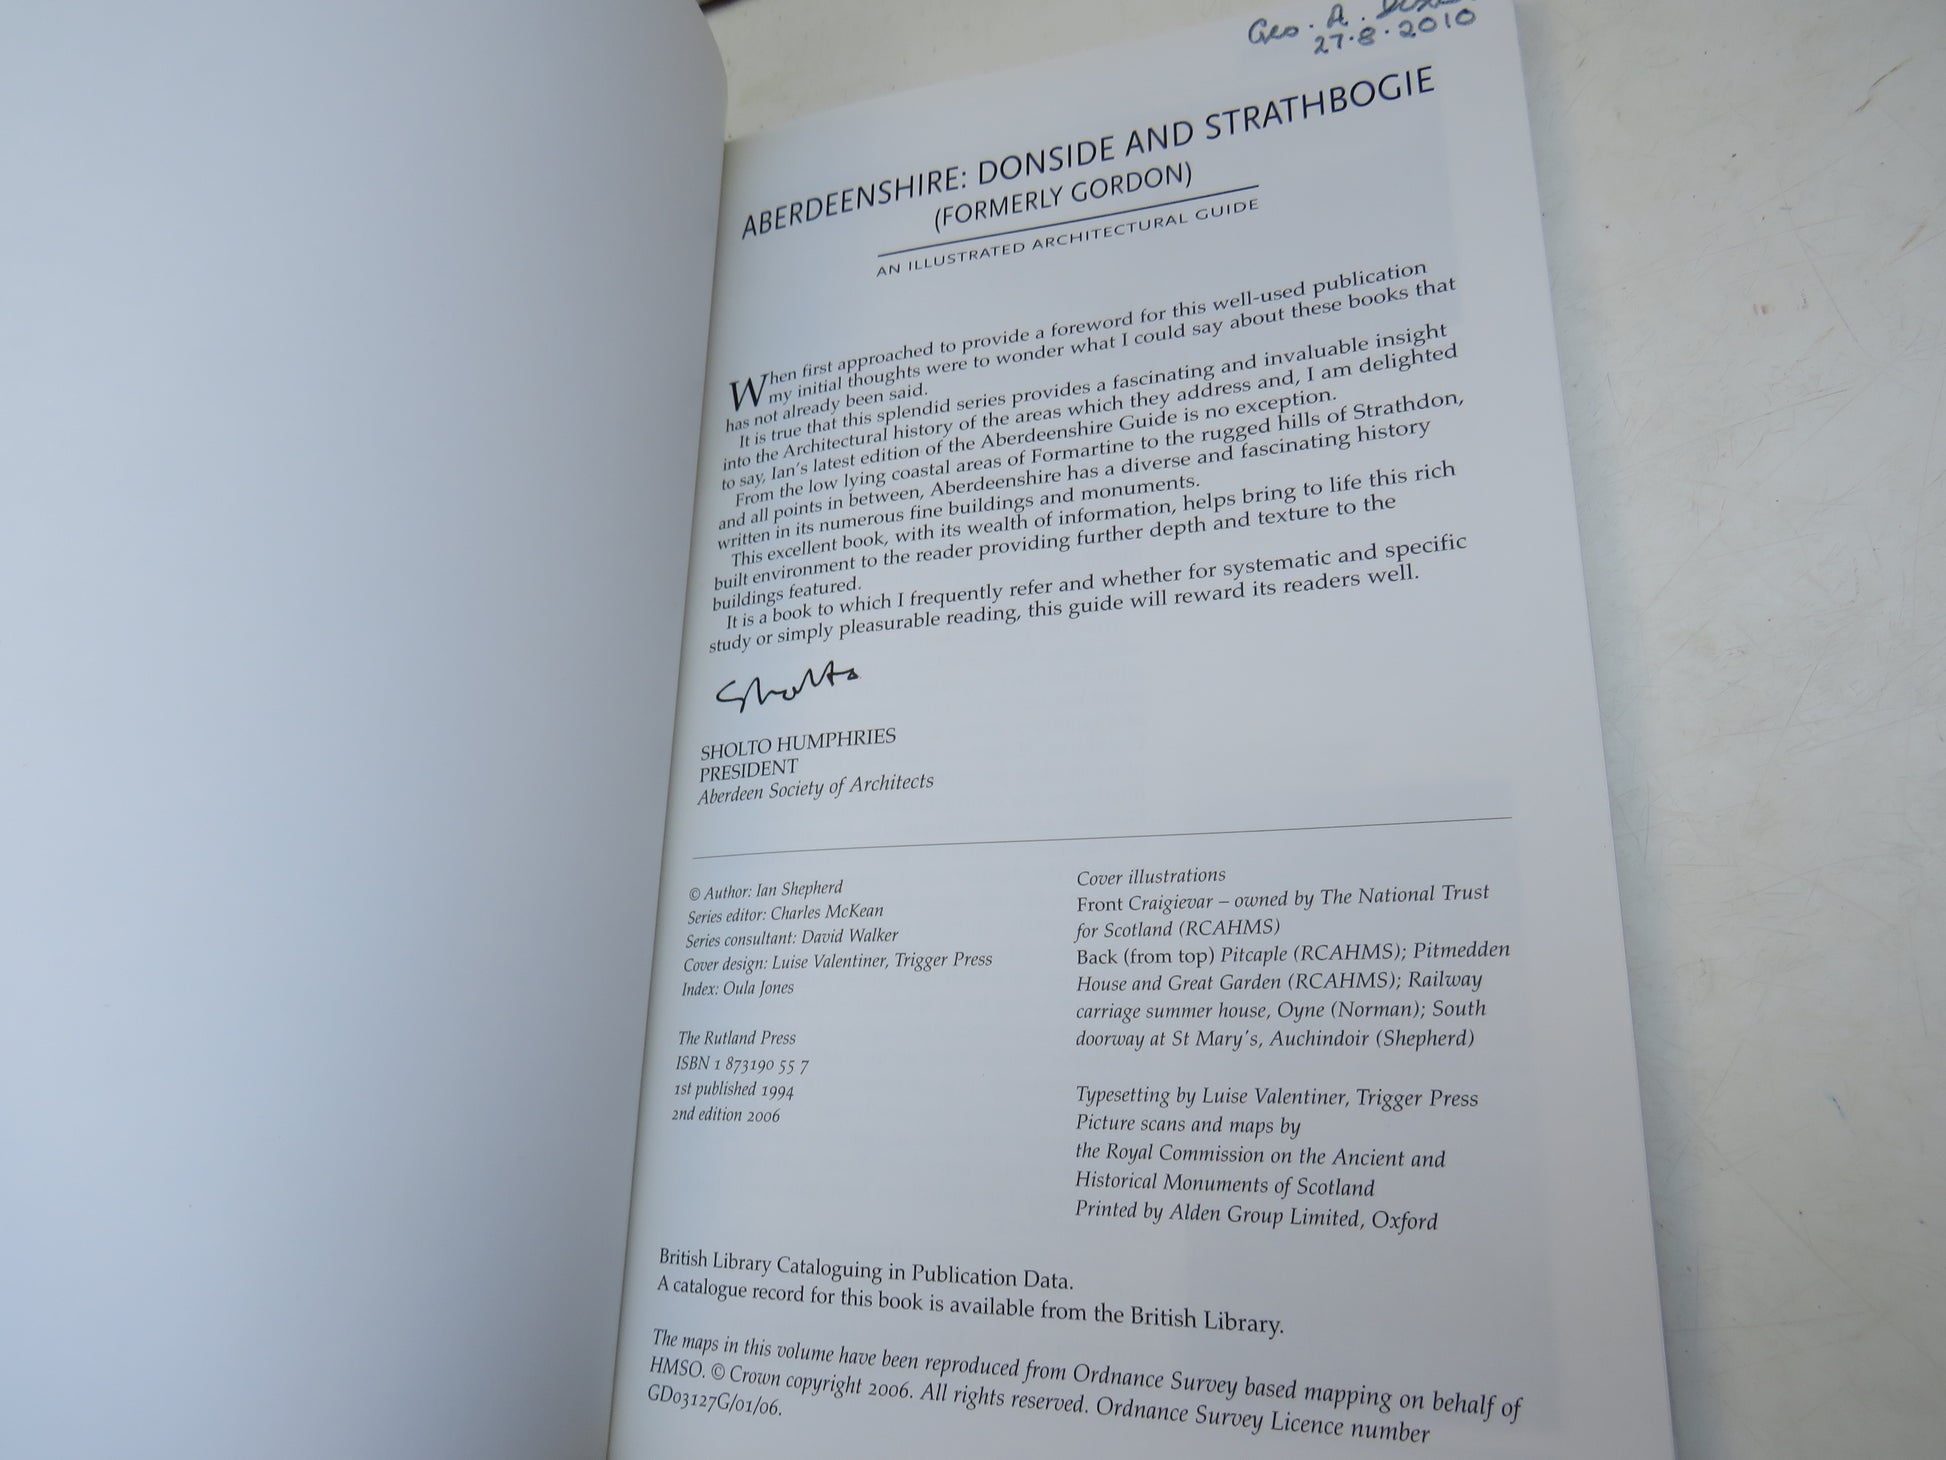 Geo. A.
27.8.2010
ABERDEENSHIRE: DONSIDE AND STRATHBOGIE
(FORMERLY GORDON)
AN ILLUSTRATED ARCHITECTURAL GUIDE
When first approached to provide a foreword for this well-used publication
my initial thoughts were to wonder what I could say about these books that
has not already been said.
It is true that this splendid series provides a fascinating and invaluable insight
into the Architectural history of the areas which they address and, I am delighted
to say, Ian's latest edition of the Aberdeenshire Guide is no exception.
From the low lying coastal areas of Formartine to the rugged hills of Strathdon,
and all points in between, Aberdeenshire has a diverse and fascinating history
written in its numerous fine buildings and monuments.
This excellent book, with its wealth of information, helps bring to life this rich
built environment to the reader providing further depth and texture to the
buildings featured.
It is a book to which I frequently refer and whether for systematic and specific
study or simply pleasurable reading, this guide will reward its readers well.
Sholto
SHOLTO HUMPHRIES
PRESIDENT
Aberdeen Society of Architects
© Author: Ian Shepherd
Series editor: Charles McKean
Series consultant: David Walker
Cover design: Luise Valentiner, Trigger Press
Index: Oula Jones
The Rutland Press
ISBN 1 873190 55 7
1st published 1994
2nd edition 2006
Cover illustrations
Front Craigievar – owned by The National Trust
for Scotland (RCAHMS)
Back (from top) Pitcaple (RCAHMS); Pitmedden
House and Great Garden (RCAHMS); Railway
carriage summer house, Oyne (Norman); South
doorway at St Mary's, Auchindoir (Shepherd)
Typesetting by Luise Valentiner, Trigger Press
Picture scans and maps by
the Royal Commission on the Ancient and
Historical Monuments of Scotland
Printed by Alden Group Limited, Oxford
British Library Cataloguing in Publication Data.
A catalogue record for this book is available from the British Library.
The maps in this volume have been reproduced from Ordnance Survey based mapping on behalf of
HMSO. © Crown copyright 2006. All rights reserved. Ordnance Survey Licence number
GD03127G/01/06.